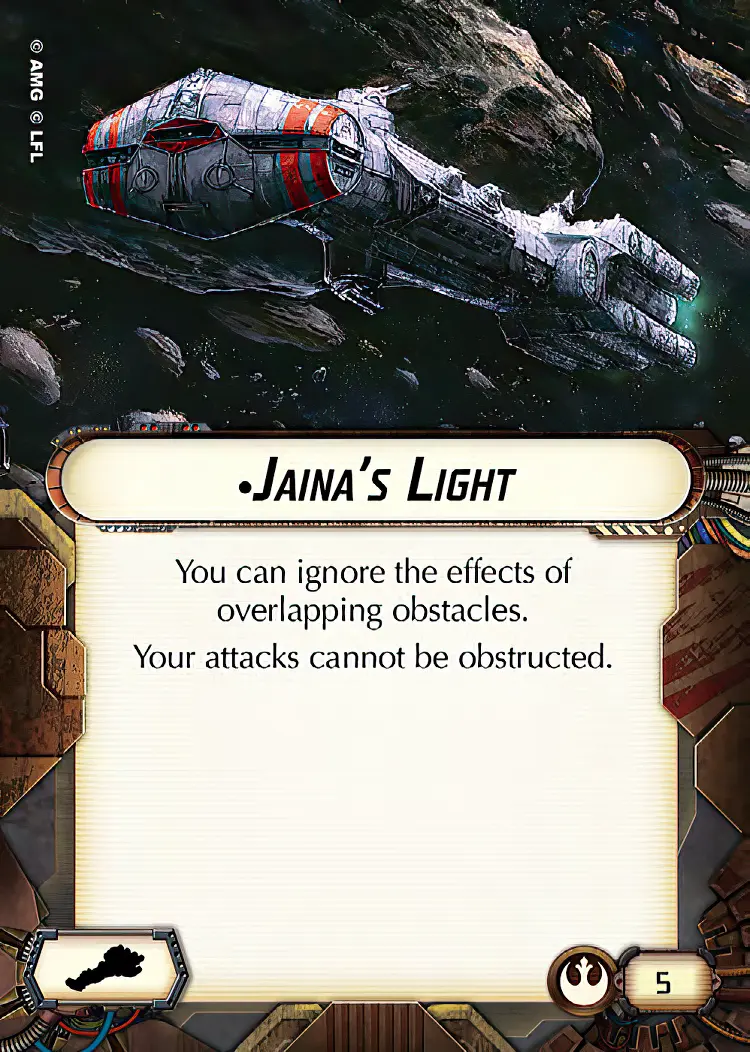 © AMG © LFL
•Jaina's Light
You can ignore the effects of
overlapping obstacles.
Your attacks cannot be obstructed.
5